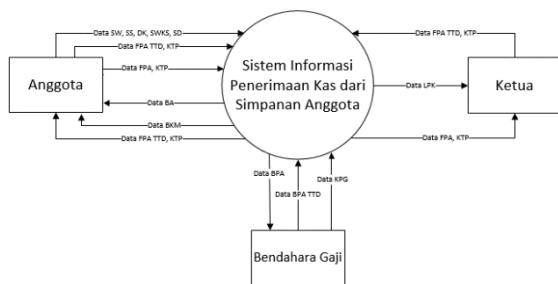 Data SW, SS, DK, SWKS, SD
Data FPA TTD, KTP
Data FPA, KTP
Anggota
Data BA
Data BKM
Data FPA TTD, KTP
Sistem Informasi
Penerimaan Kas dari
Simpanan Anggota
Data FPA TTD, KTP
Data LPK
Ketua
Data FPA, KTP
Data BPA
Data BPA TTD
Data KPG
Bendahara Gaji